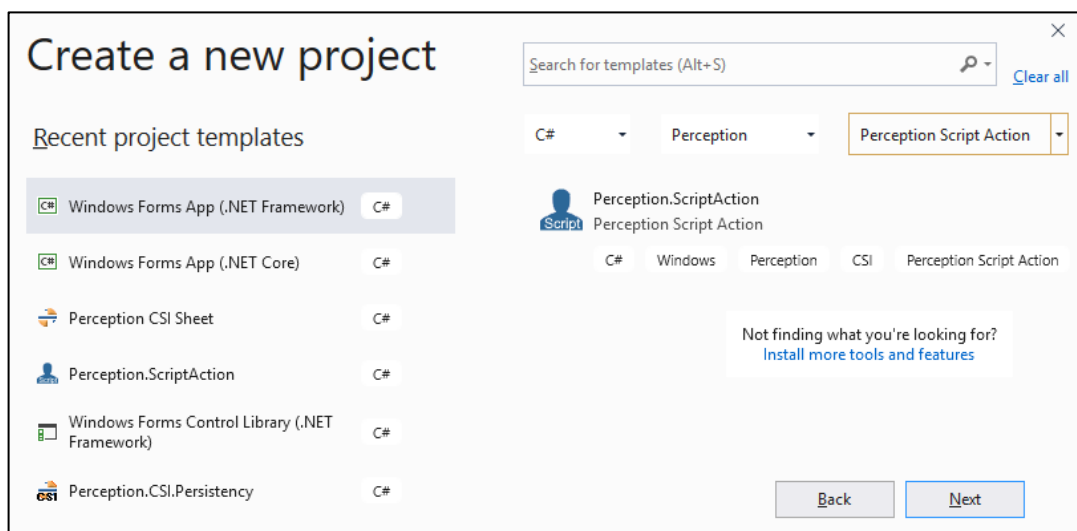 Create a new project
Search for templates (Alt+S)
Clear all
Recent project templates
C#
Perception
Perception Script Action
C# Windows Forms App (.NET Framework) C#
C# Windows Forms App (.NET Core) C#
Perception CSI Sheet C#
Script Perception.ScriptAction C#
Windows Forms Control Library (.NET
Framework) C#
CSI Perception.CSI.Persistency C#
Script
Perception.ScriptAction
Perception Script Action
C# Windows Perception CSI Perception Script Action
Not finding what you're looking for?
Install more tools and features
Back
Next